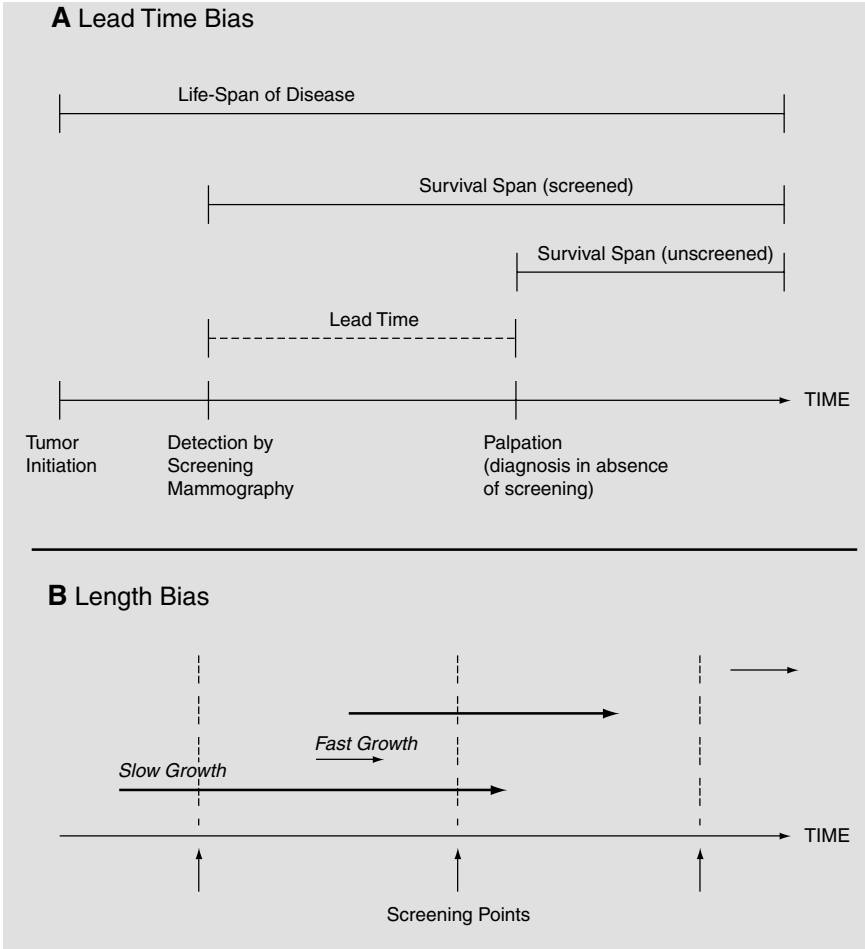 A Lead Time Bias
Life-Span of Disease
Survival Span (screened)
Survival Span (unscreened)
Lead Time
TIME
Tumor
Initiation
Detection by
Screening
Mammography
Palpation
(diagnosis in absence
of screening)
B Length Bias
Fast Growth
Slow Growth
TIME
Screening Points